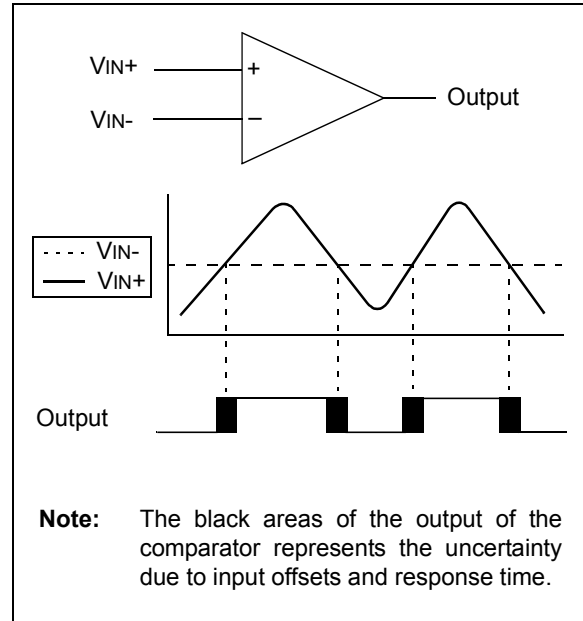 VIN+
+
Output
VIN-
–
VIN-
VIN+
Output
Note: The black areas of the output of the
comparator represents the uncertainty
due to input offsets and response time.